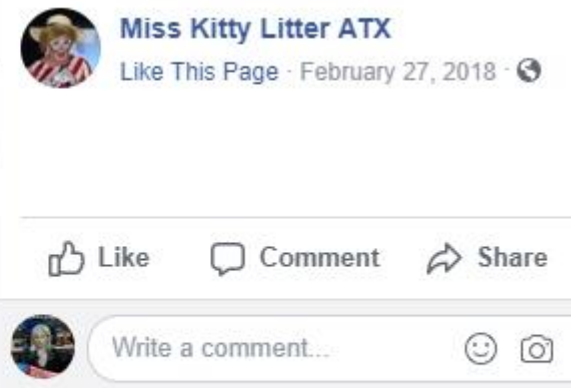 Miss Kitty Litter ATX
Like This Page · February 27, 2018 ·
Like Comment Share
Write a comment...